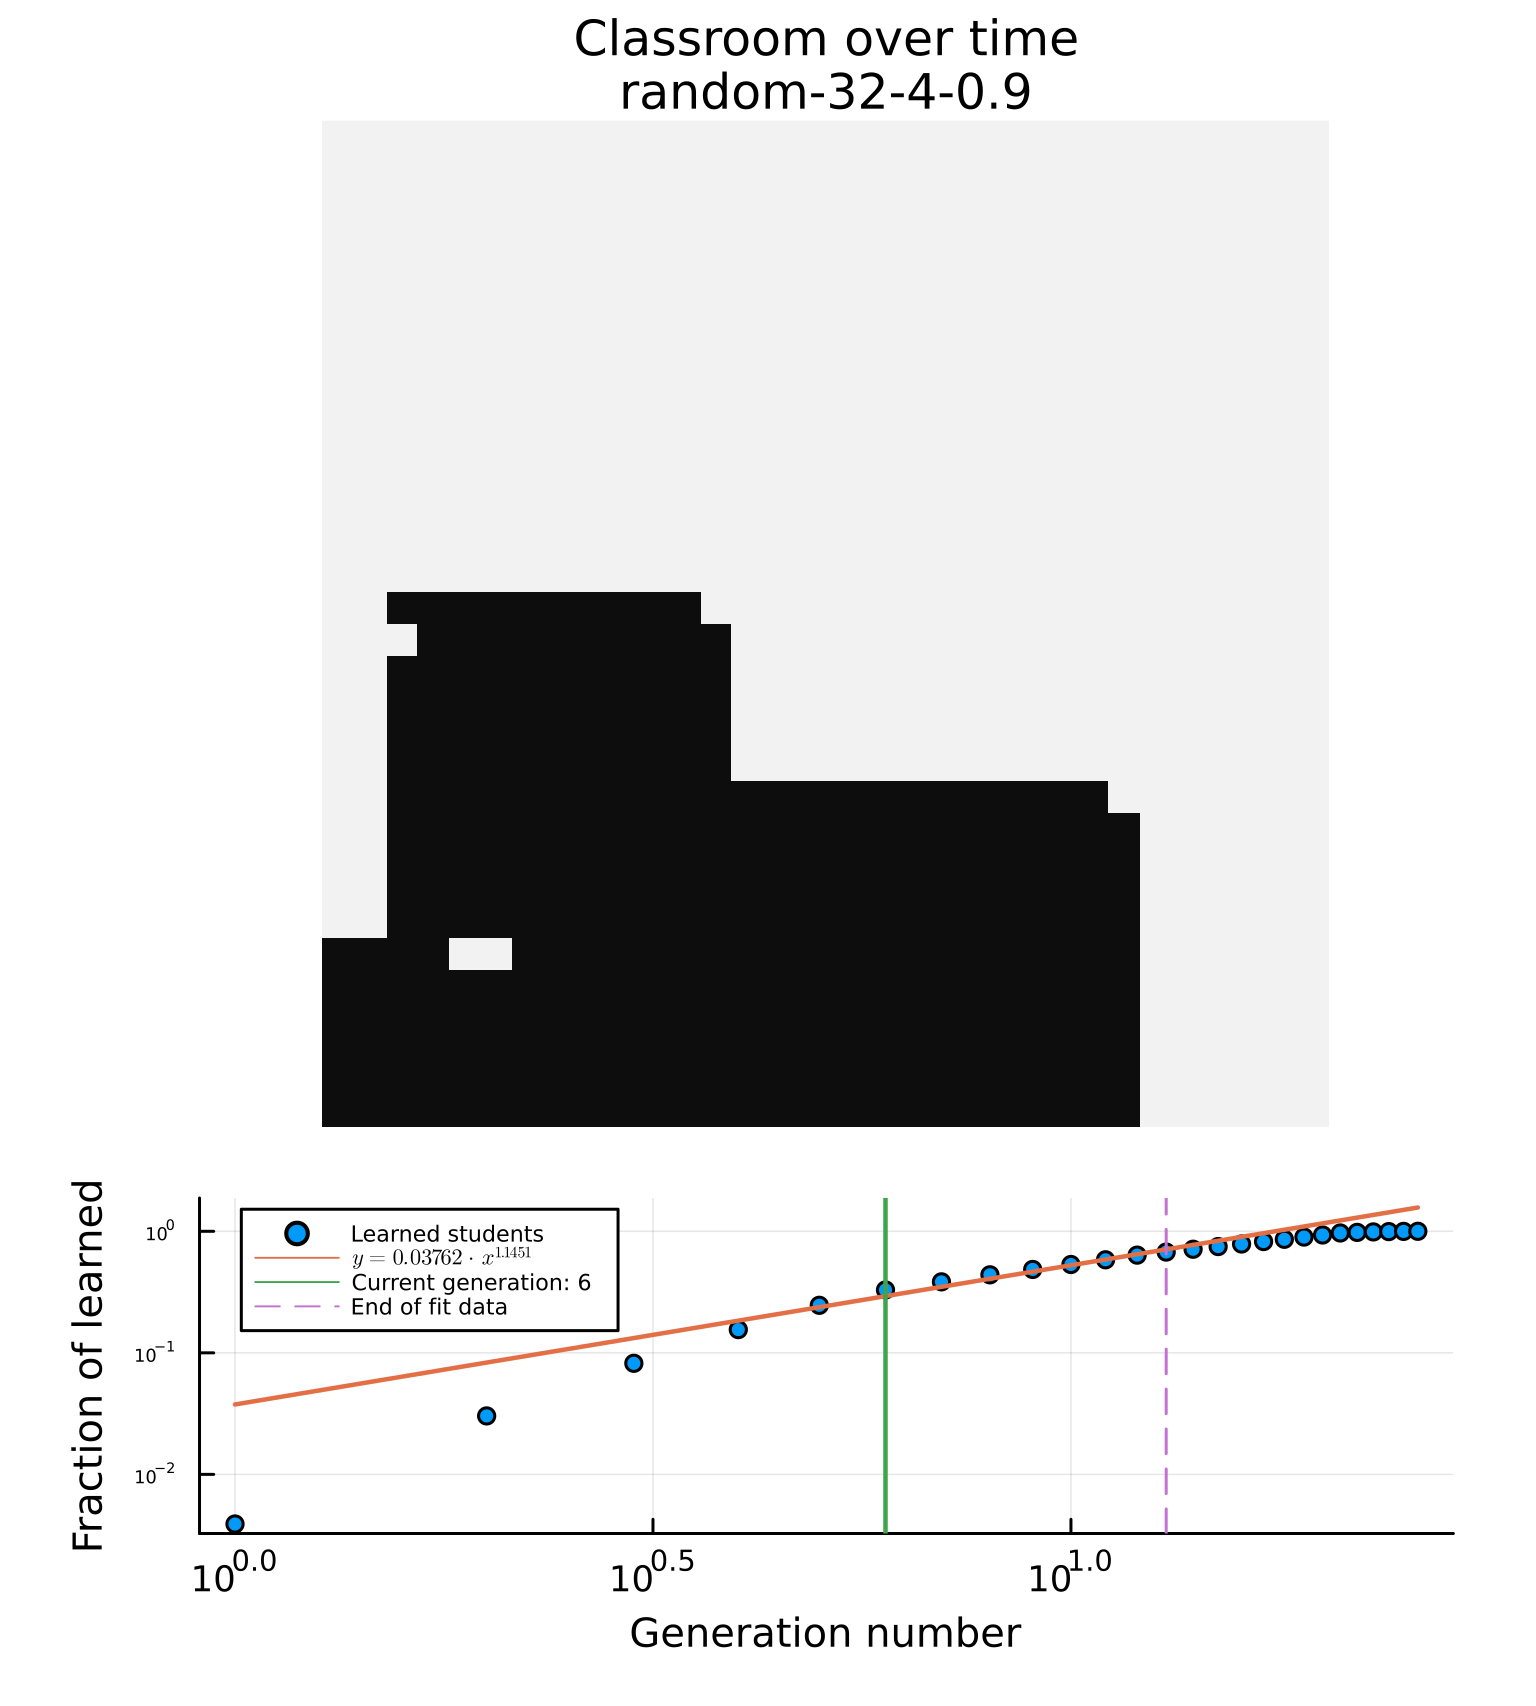 Classroom over time
random-32-4-0.9
Fraction of learned
10⁰
10⁻¹
10⁻²
Learned students
y = 0.03762 · x^1.1451
Current generation: 6
End of fit data
10^0.0
10^0.5
10^1.0
Generation number